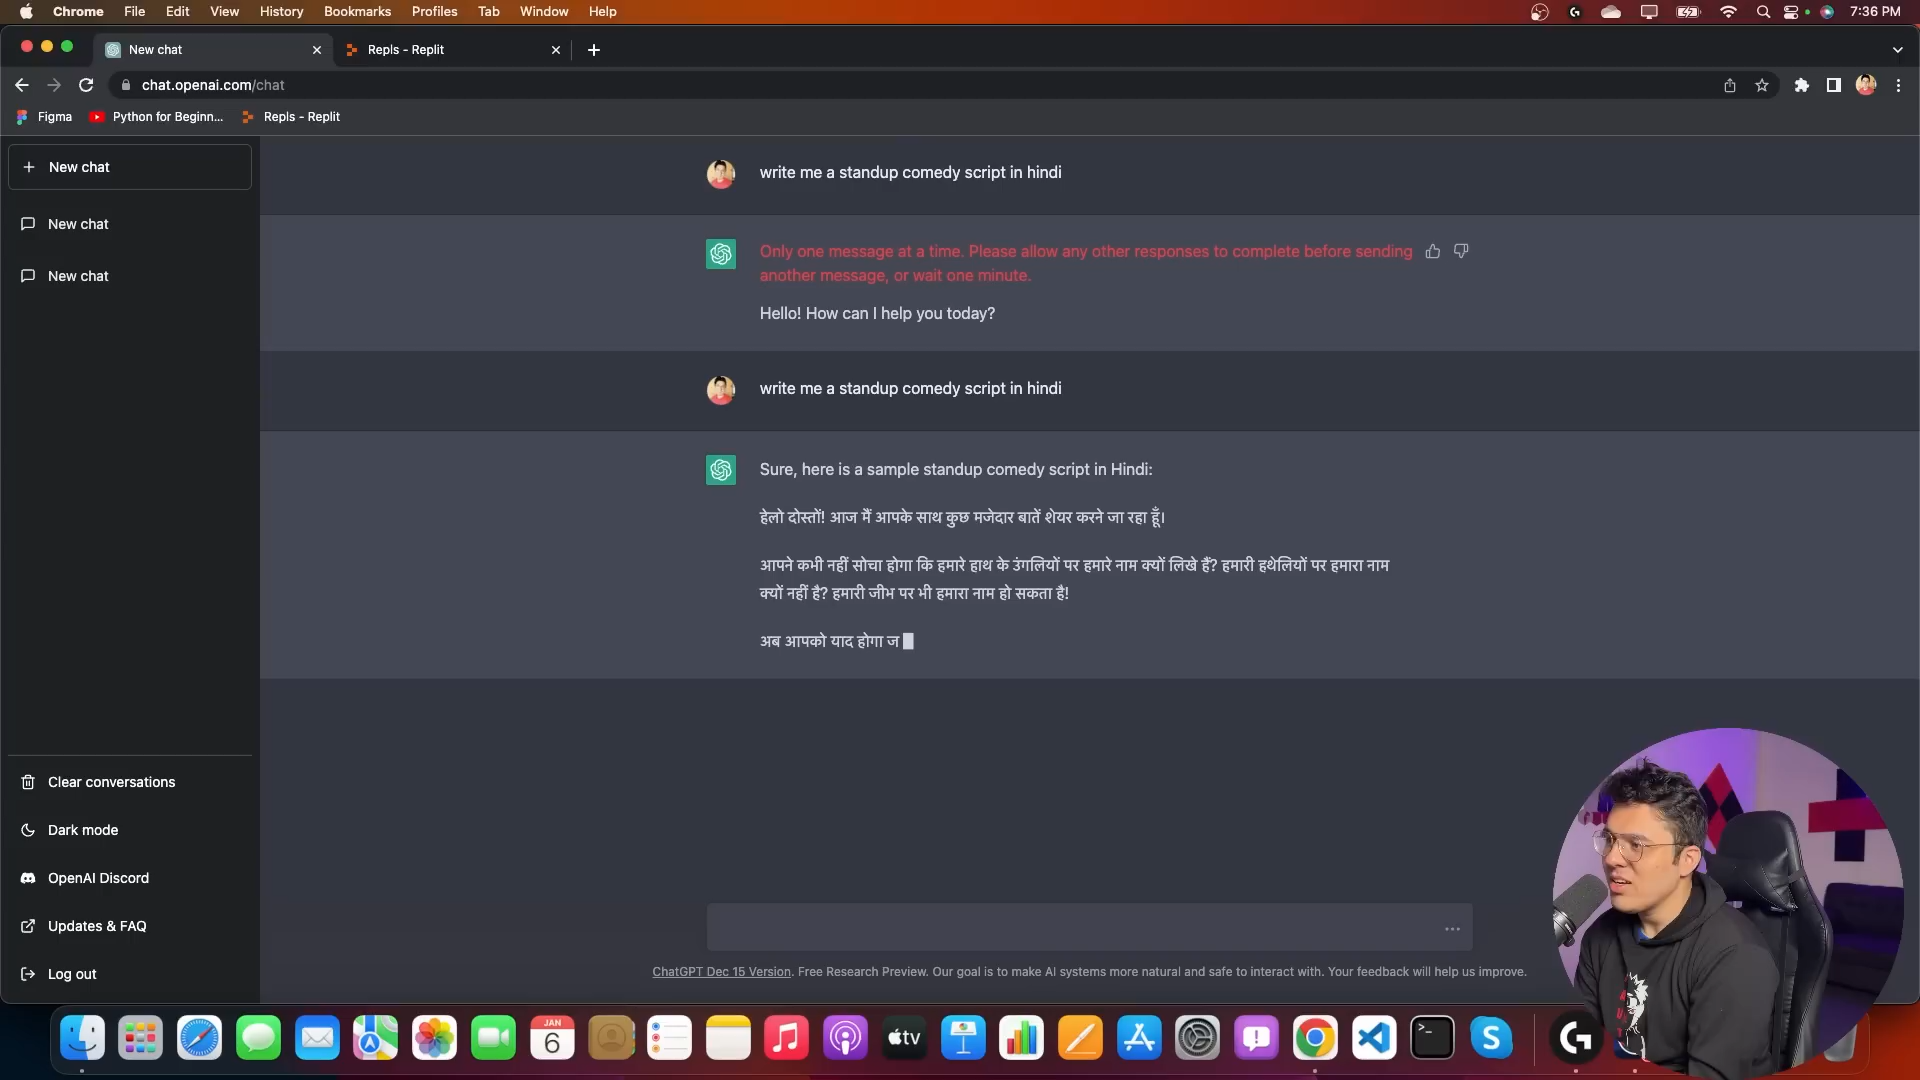 Chrome File Edit View History Bookmarks Profiles Tab Window Help 7:36 PM
New chat Repls - Replit
chat.openai.com/chat
Figma Python for Beginn... Repls - Replit
New chat
New chat
New chat
write me a standup comedy script in hindi
Only one message at a time. Please allow any other responses to complete before sending
another message, or wait one minute.
Hello! How can I help you today?
write me a standup comedy script in hindi
Sure, here is a sample standup comedy script in Hindi:
हेलो दोस्तों! आज मैं आपके साथ कुछ मजेदार बातें शेयर करने जा रहा हूँ।
आपने कभी नहीं सोचा होगा कि हमारे हाथ के उंगलियों पर हमारे नाम क्यों लिखे हैं? हमारी हथेलियों पर हमारा नाम
क्यों नहीं है? हमारी जीभ पर भी हमारा नाम हो सकता है!
अब आपको याद होगा ज
Clear conversations
Dark mode
OpenAI Discord
Updates & FAQ
Log out
ChatGPT Dec 15 Version. Free Research Preview. Our goal is to make AI systems more natural and safe to interact with. Your feedback will help us improve.
JAN
6
tv